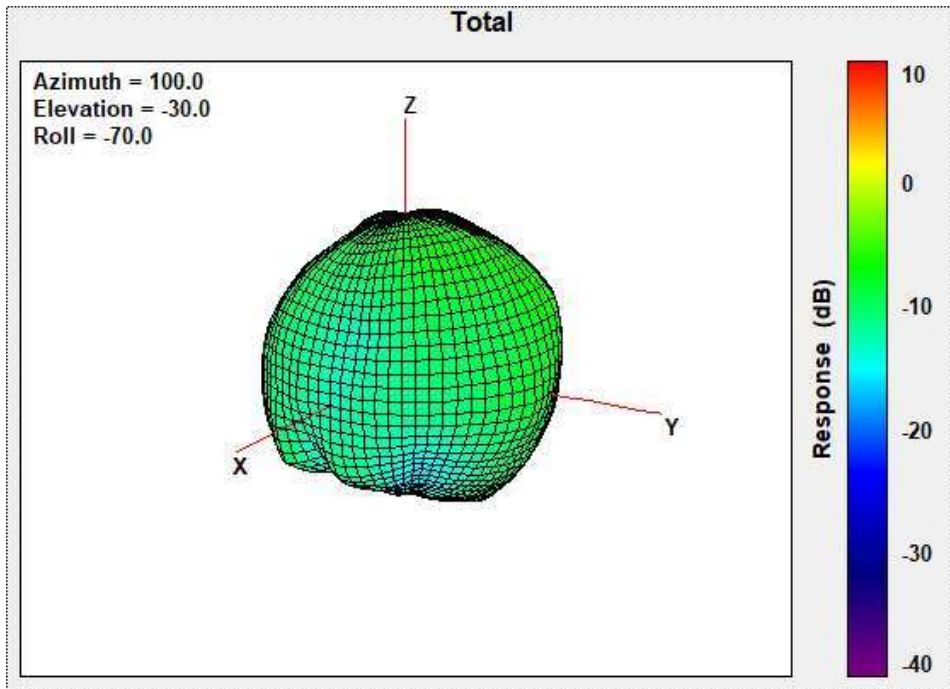 Total
Azimuth = 100.0
Elevation = -30.0
Roll = -70.0
Z
X
Y
Response (dB)
10
0
-10
-20
-30
-40